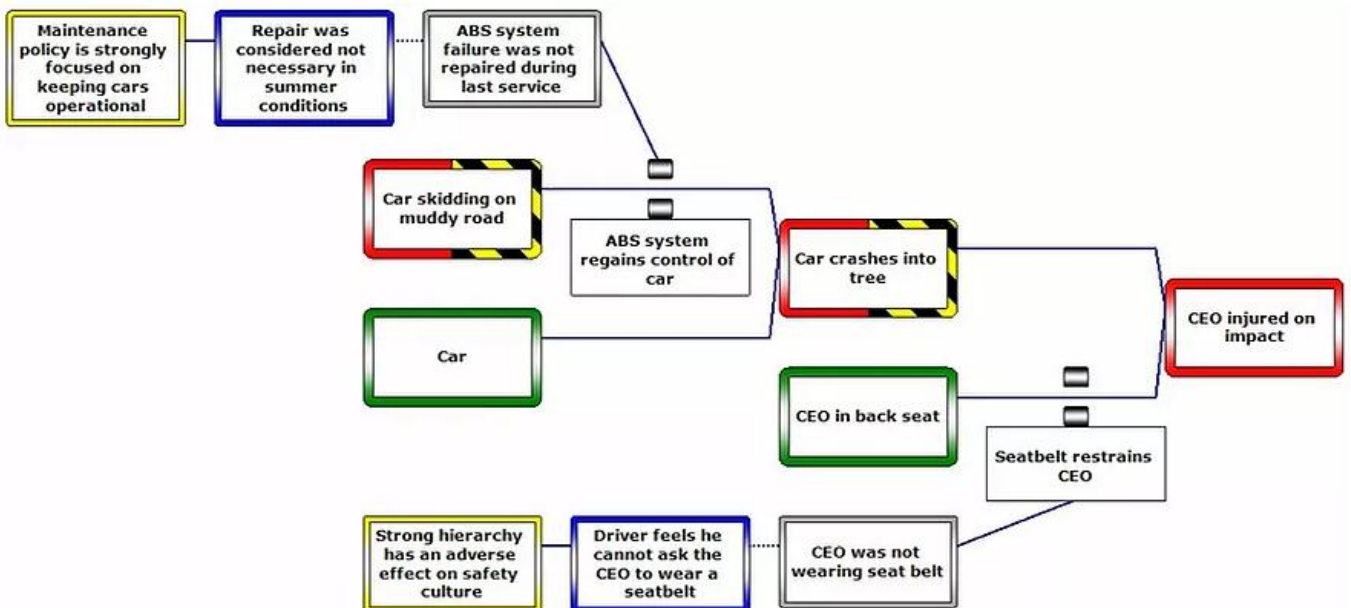 Maintenance
policy is strongly
focused on
keeping cars
operational
Repair was
considered not
necessary in
summer
conditions
ABS system
failure was not
repaired during
last service
Car skidding on
muddy road
ABS system
regains control of
car
Car crashes into
tree
CEO injured on
impact
Car
CEO in back seat
Seatbelt restrains
CEO
Strong hierarchy
has an adverse
effect on safety
culture
Driver feels he
cannot ask the
CEO to wear a
seatbelt
CEO was not
wearing seat belt